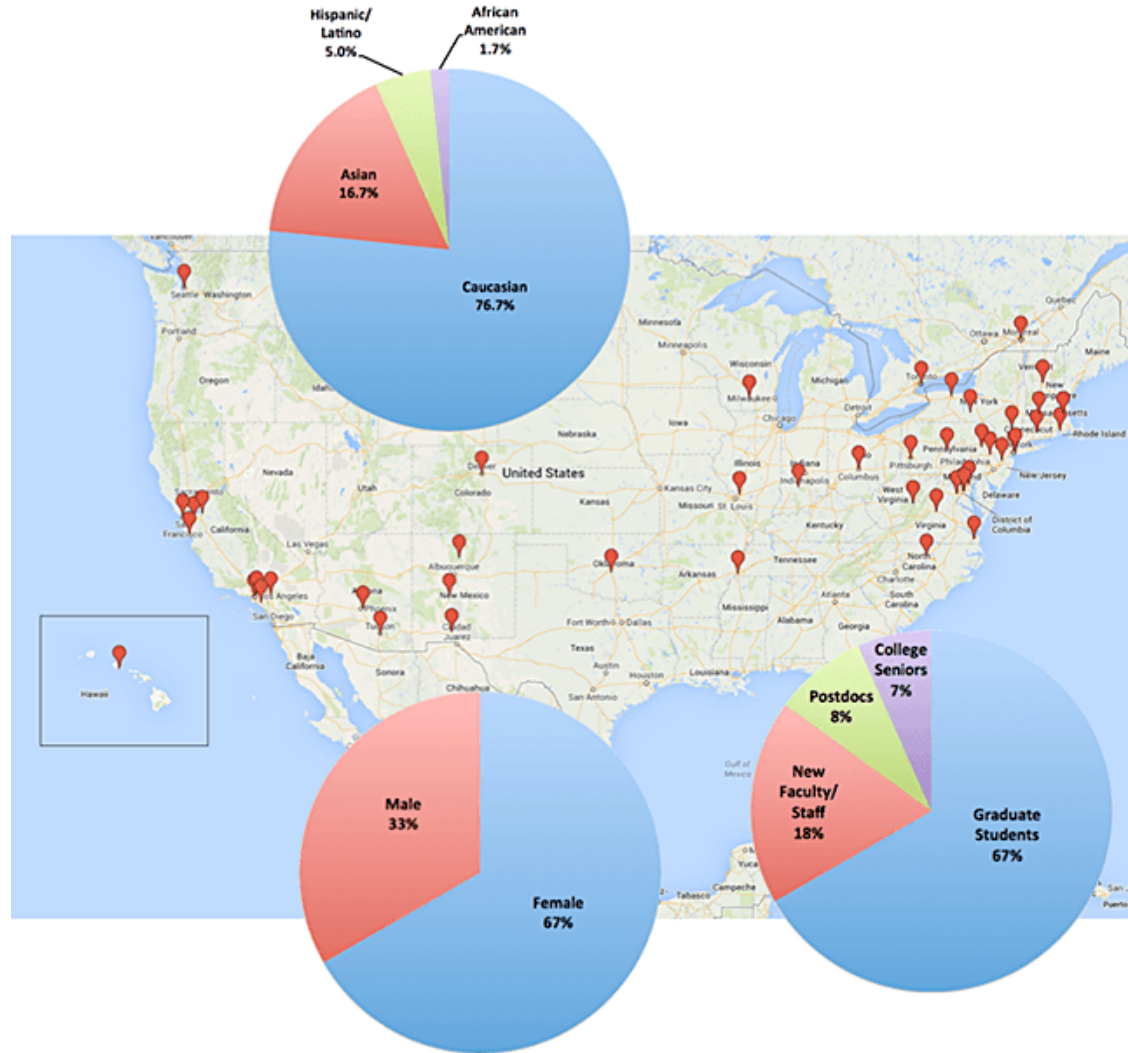 Hispanic/
Latino
5.0%
African
American
1.7%
Asian
16.7%
Caucasian
76.7%
Vancouver
Seattle
Washington
Portland
Oregon
Nevada
Utah
Denver
Colorado
United States
Nebraska
Kansas
Kansas City
Missouri
St. Louis
Iowa
Minnesota
Minneapolis
Wisconsin
Milwaukee
Michigan
Chicago
Detroit
Illinois
Indiana
Indianapolis
Columbus
Kentucky
Tennessee
West
Virginia
Virginia
Pittsburgh
Pennsylvania
Philadelphia
New York
Toronto
Ottawa
Montreal
Quebec
Maine
Vermont
Massachusetts
Connecticut
Rhode Island
New Jersey
Delaware
District of
Columbia
North
Carolina
Charlotte
South
Carolina
Atlanta
Georgia
Alabama
Mississippi
Arkansas
Oklahoma
Fort Worth
Dallas
Texas
Austin
Houston
San Antonio
Louisiana
Sacramento
San
Francisco
California
Las Vegas
Los Angeles
San Diego
Baja
California
Arizona
Phoenix
Tucson
Sonora
Albuquerque
New Mexico
Ciudad
Juarez
Chihuahua
Hawaii
Gulf of
Mexico
Tabasco
Campeche
Male
33%
Female
67%
College
Seniors
7%
Postdocs
8%
New
Faculty/
Staff
18%
Graduate
Students
67%